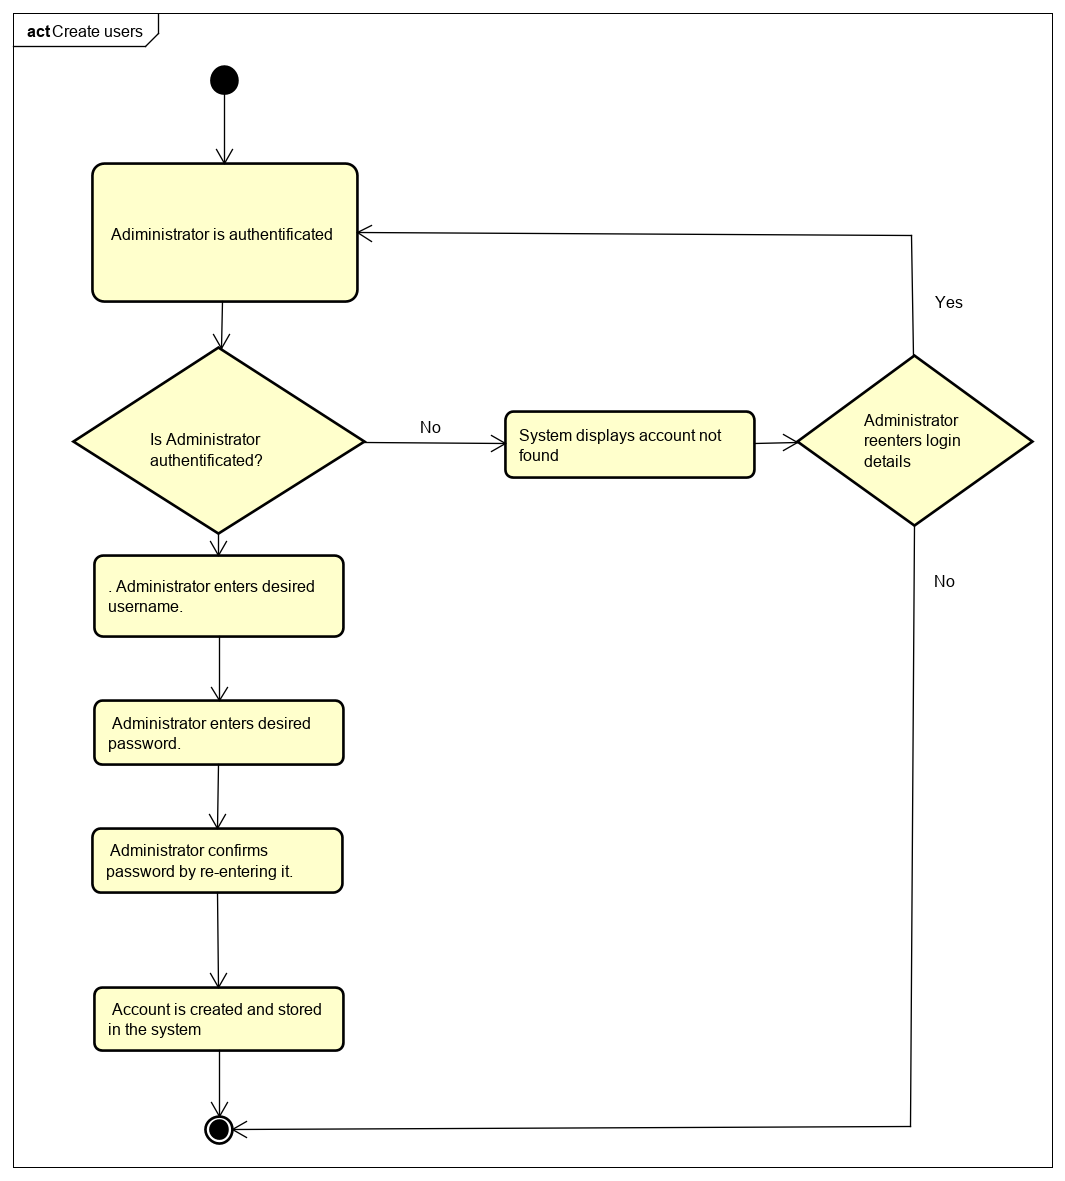 act Create users
Adiministrator is authentificated
Yes
Is Administrator
authentificated?
No
System displays account not
found
Administrator
reenters login
details
. Administrator enters desired
username.
No
Administrator enters desired
password.
Administrator confirms
password by re-entering it.
Account is created and stored
in the system